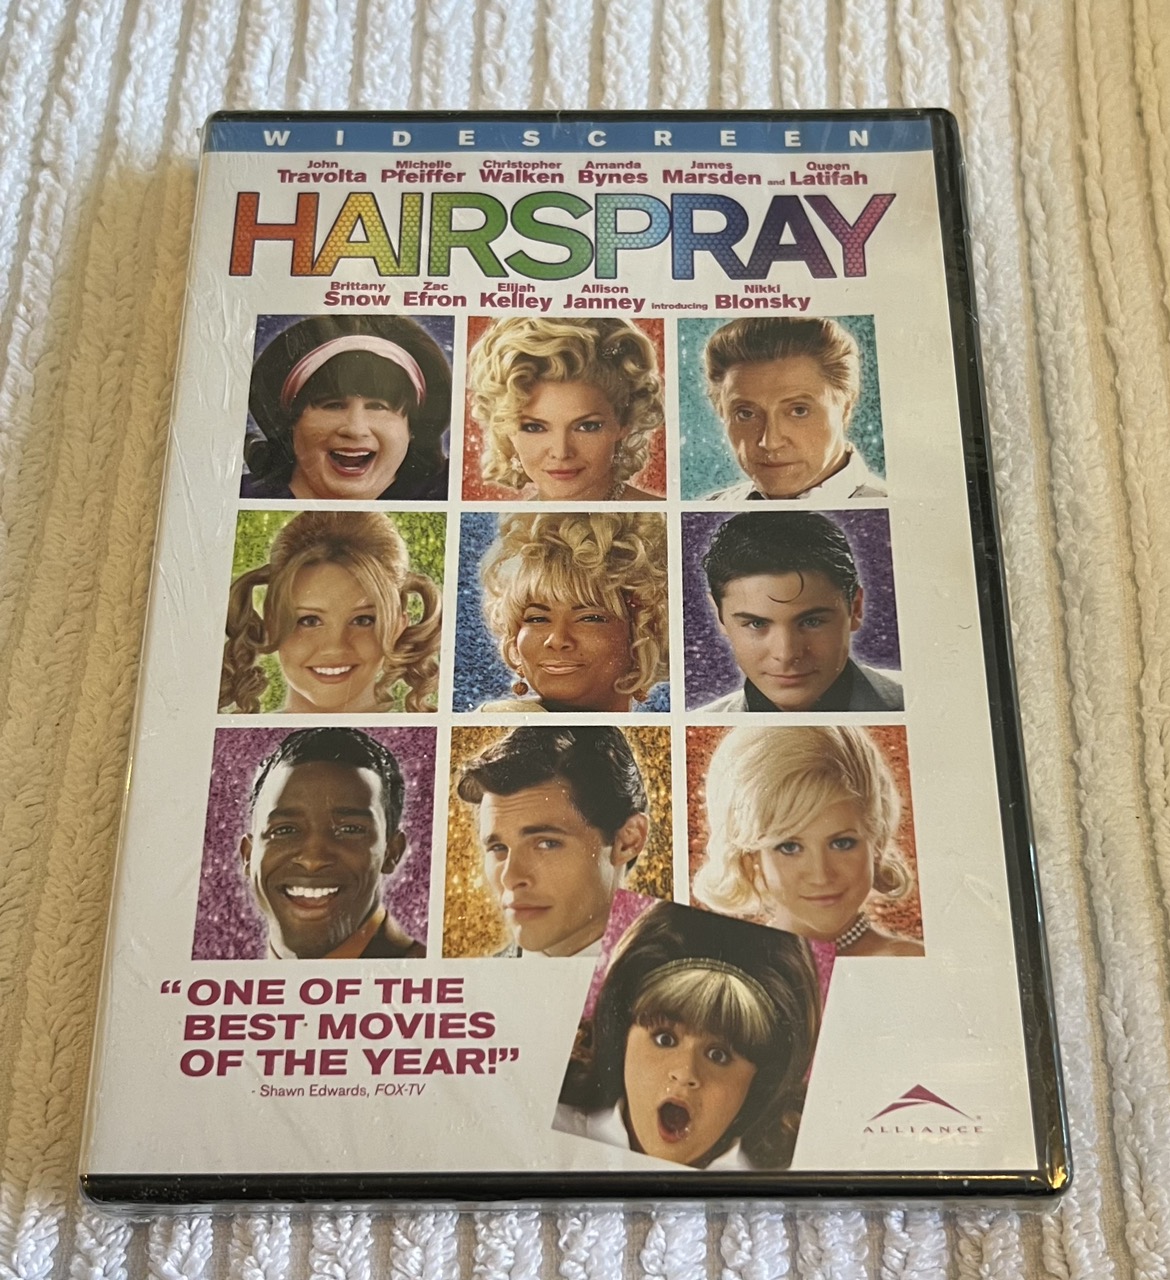 WIDESCREEN
John Travolta Michelle Pfeiffer Christopher Walken Amanda Bynes James Marsden and Queen Latifah
HAIRSPRAY
Brittany Snow Zac Efron Elijah Kelley Allison Janney introducing Nikki Blonsky
“ONE OF THE
BEST MOVIES
OF THE YEAR!”
- Shawn Edwards, FOX-TV
ALLIANCE